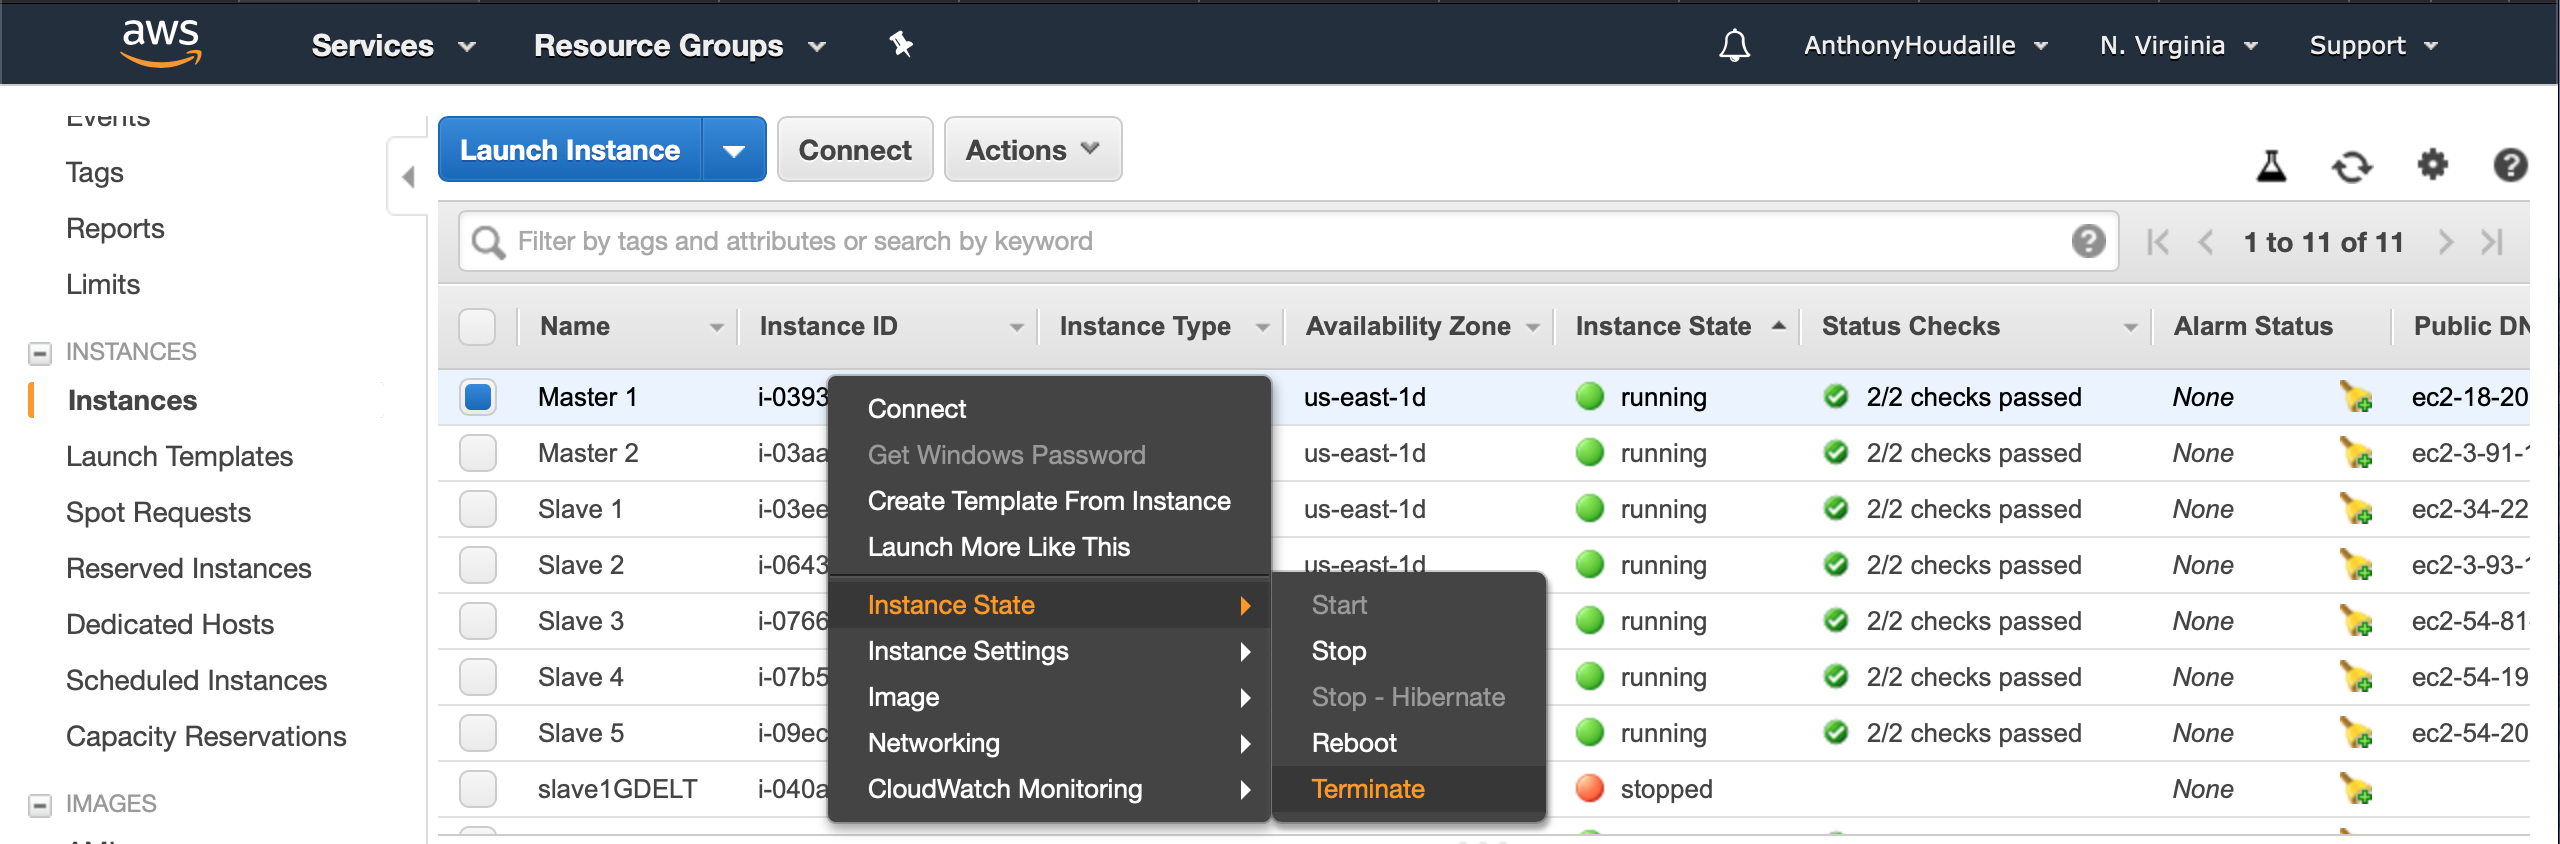 aws Services Resource Groups AnthonyHoudaille N. Virginia Support
Events
Tags
Reports
Limits
INSTANCES
Instances
Launch Templates
Spot Requests
Reserved Instances
Dedicated Hosts
Scheduled Instances
Capacity Reservations
IMAGES
Launch Instance Connect Actions
Filter by tags and attributes or search by keyword ? 1 to 11 of 11
Name Instance ID Instance Type Availability Zone Instance State Status Checks Alarm Status Public DN
Master 1 i-0393 us-east-1d running 2/2 checks passed None ec2-18-20
Master 2 i-03aa us-east-1d running 2/2 checks passed None ec2-3-91-1
Slave 1 i-03ee us-east-1d running 2/2 checks passed None ec2-34-22
Slave 2 i-0643 us-east-1d running 2/2 checks passed None ec2-3-93-1
Slave 3 i-0766 running 2/2 checks passed None ec2-54-81
Slave 4 i-07b5 running 2/2 checks passed None ec2-54-19
Slave 5 i-09ec running 2/2 checks passed None ec2-54-20
slave1GDELT i-040a stopped None
Connect
Get Windows Password
Create Template From Instance
Launch More Like This
Instance State
Instance Settings
Image
Networking
CloudWatch Monitoring
Start
Stop
Stop - Hibernate
Reboot
Terminate